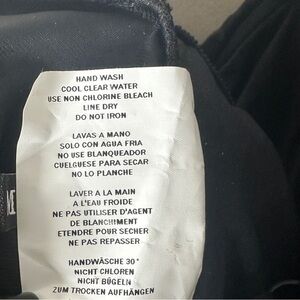 HAND WASH
COOL CLEAR WATER
USE NON CHLORINE BLEACH
LINE DRY
DO NOT IRON
LAVAS A MANO
SOLO CON AGUA FRIA
NO USE BLANQUEADOR
CUELGUESE PARA SECAR
NO LO PLANCHE
LAVER A LA MAIN
A L'EAU FROIDE
NE PAS UTILISER D'AGENT
DE BLANCHIMENT
ETENDRE POUR SECHER
NE PAS REPASSER
HANDWÄSCHE 30°
NICHT CHLOREN
NICHT BÜGELN
ZUM TROCKEN AUFHÄNGEN